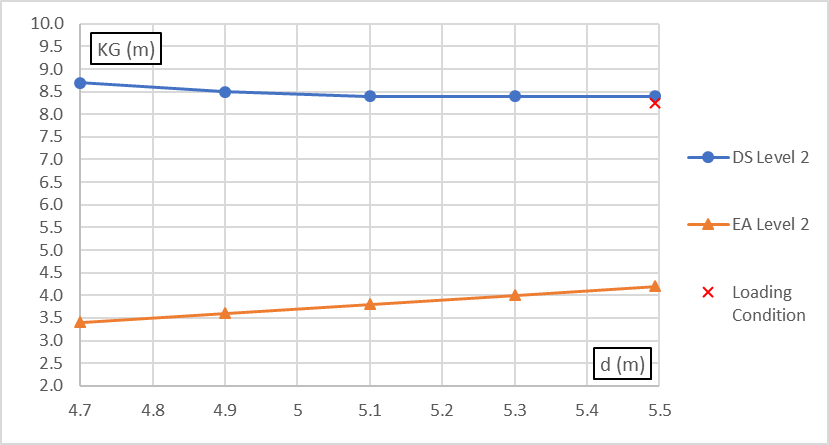 10.0
9.5
9.0
8.5
8.0
7.5
7.0
6.5
6.0
5.5
5.0
4.5
4.0
3.5
3.0
2.5
2.0
KG (m)
d (m)
4.7 4.8 4.9 5 5.1 5.2 5.3 5.4 5.5
DS Level 2
EA Level 2
Loading
Condition